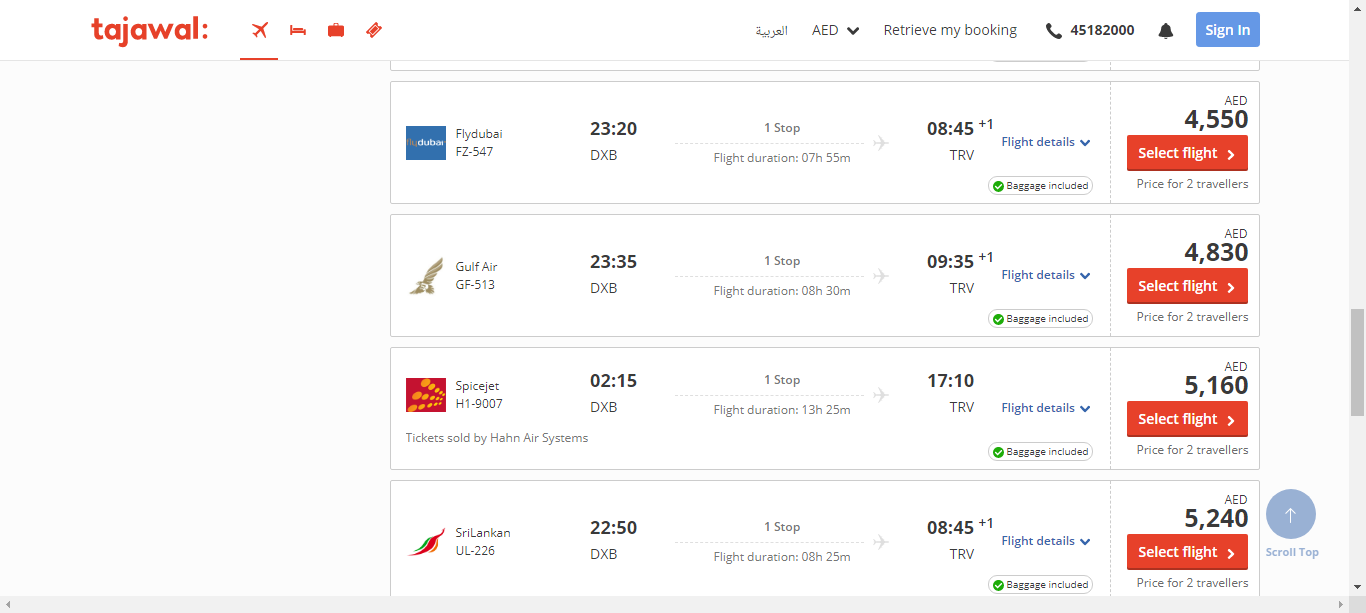 tajawal:
العربية
AED
Retrieve my booking
45182000
Sign In
Flydubai
FZ-547
23:20
DXB
1 Stop
Flight duration: 07h 55m
08:45 +1
TRV
Flight details
Baggage included
AED
4,550
Select flight
Price for 2 travellers
Gulf Air
GF-513
23:35
DXB
1 Stop
Flight duration: 08h 30m
09:35 +1
TRV
Flight details
Baggage included
AED
4,830
Select flight
Price for 2 travellers
Spicejet
H1-9007
Tickets sold by Hahn Air Systems
02:15
DXB
1 Stop
Flight duration: 13h 25m
17:10
TRV
Flight details
Baggage included
AED
5,160
Select flight
Price for 2 travellers
SriLankan
UL-226
22:50
DXB
1 Stop
Flight duration: 08h 25m
08:45 +1
TRV
Flight details
Baggage included
AED
5,240
Select flight
Price for 2 travellers
Scroll Top